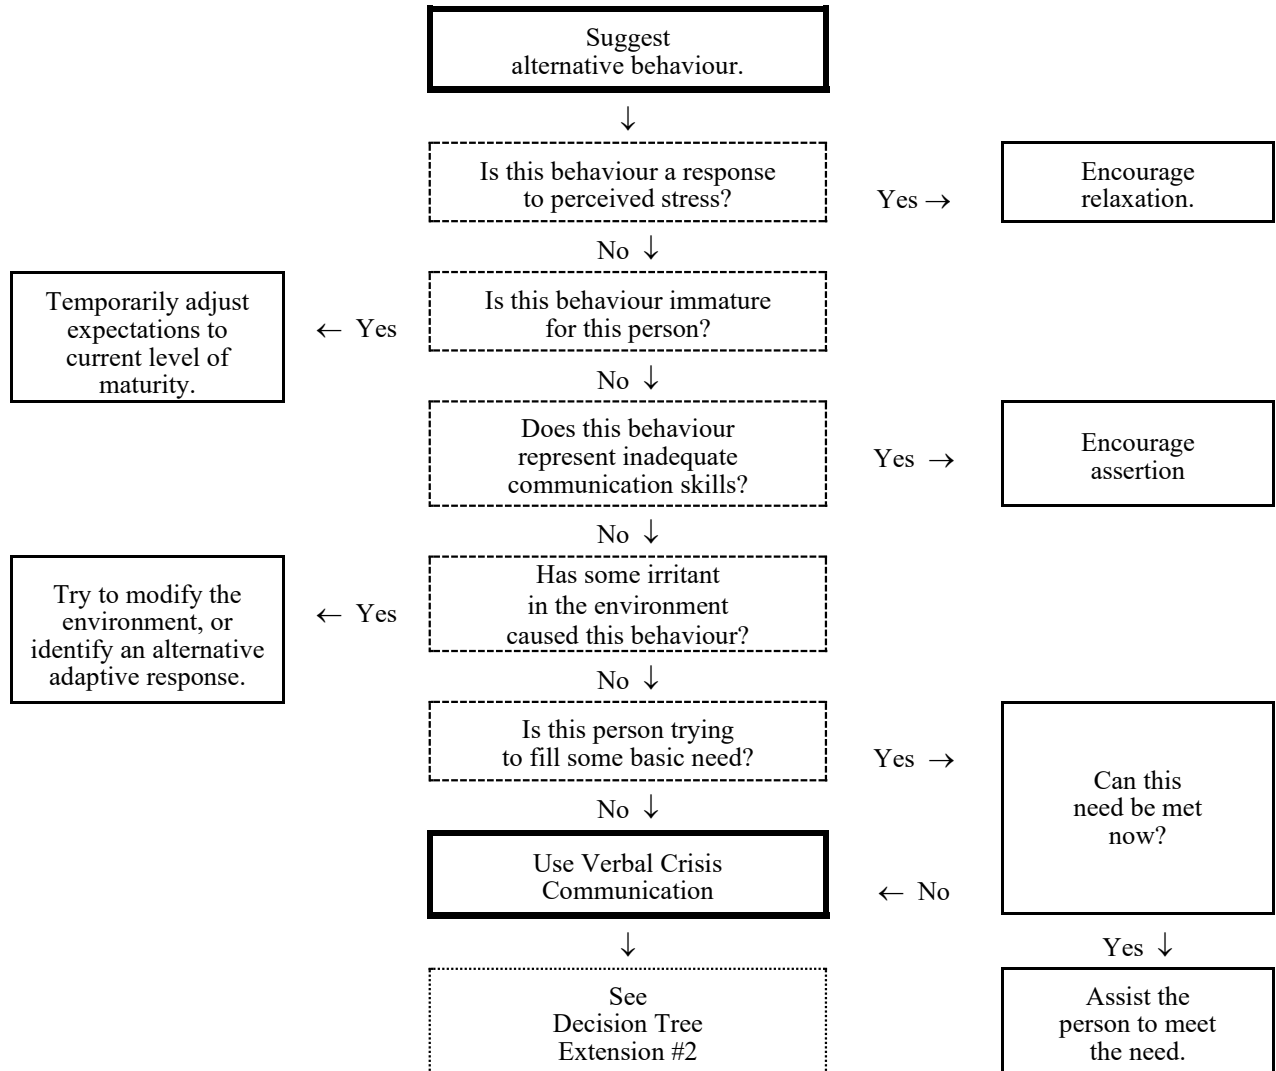 Suggest
alternative behaviour.
↓
Is this behaviour a response
to perceived stress?
Yes →
Encourage
relaxation.
No ↓
Temporarily adjust
expectations to
current level of
maturity.
← Yes
Is this behaviour immature
for this person?
No ↓
Does this behaviour
represent inadequate
communication skills?
Yes →
Encourage
assertion
No ↓
Try to modify the
environment, or
identify an alternative
adaptive response.
← Yes
Has some irritant
in the environment
caused this behaviour?
No ↓
Is this person trying
to fill some basic need?
Yes →
Can this
need be met
now?
No ↓
Use Verbal Crisis
Communication
← No
↓
Yes ↓
See
Decision Tree
Extension #2
Assist the
person to meet
the need.